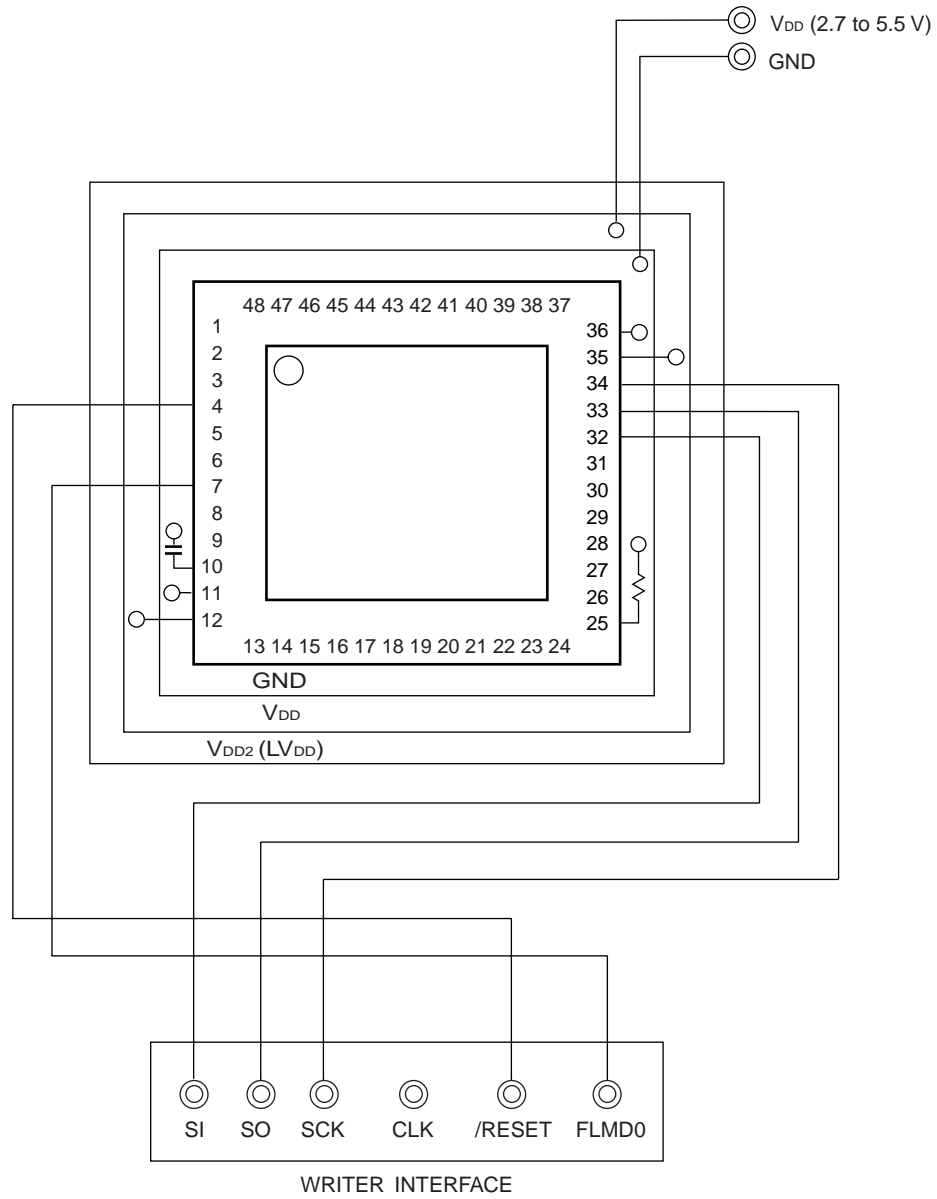 VDD (2.7 to 5.5 V)
GND
48 47 46 45 44 43 42 41 40 39 38 37
1
2
3
4
5
6
7
8
9
10
11
12
36
35
34
33
32
31
30
29
28
27
26
25
13 14 15 16 17 18 19 20 21 22 23 24
GND
VDD
VDD2 (LVDD)
SI SO SCK CLK /RESET FLMD0
WRITER INTERFACE